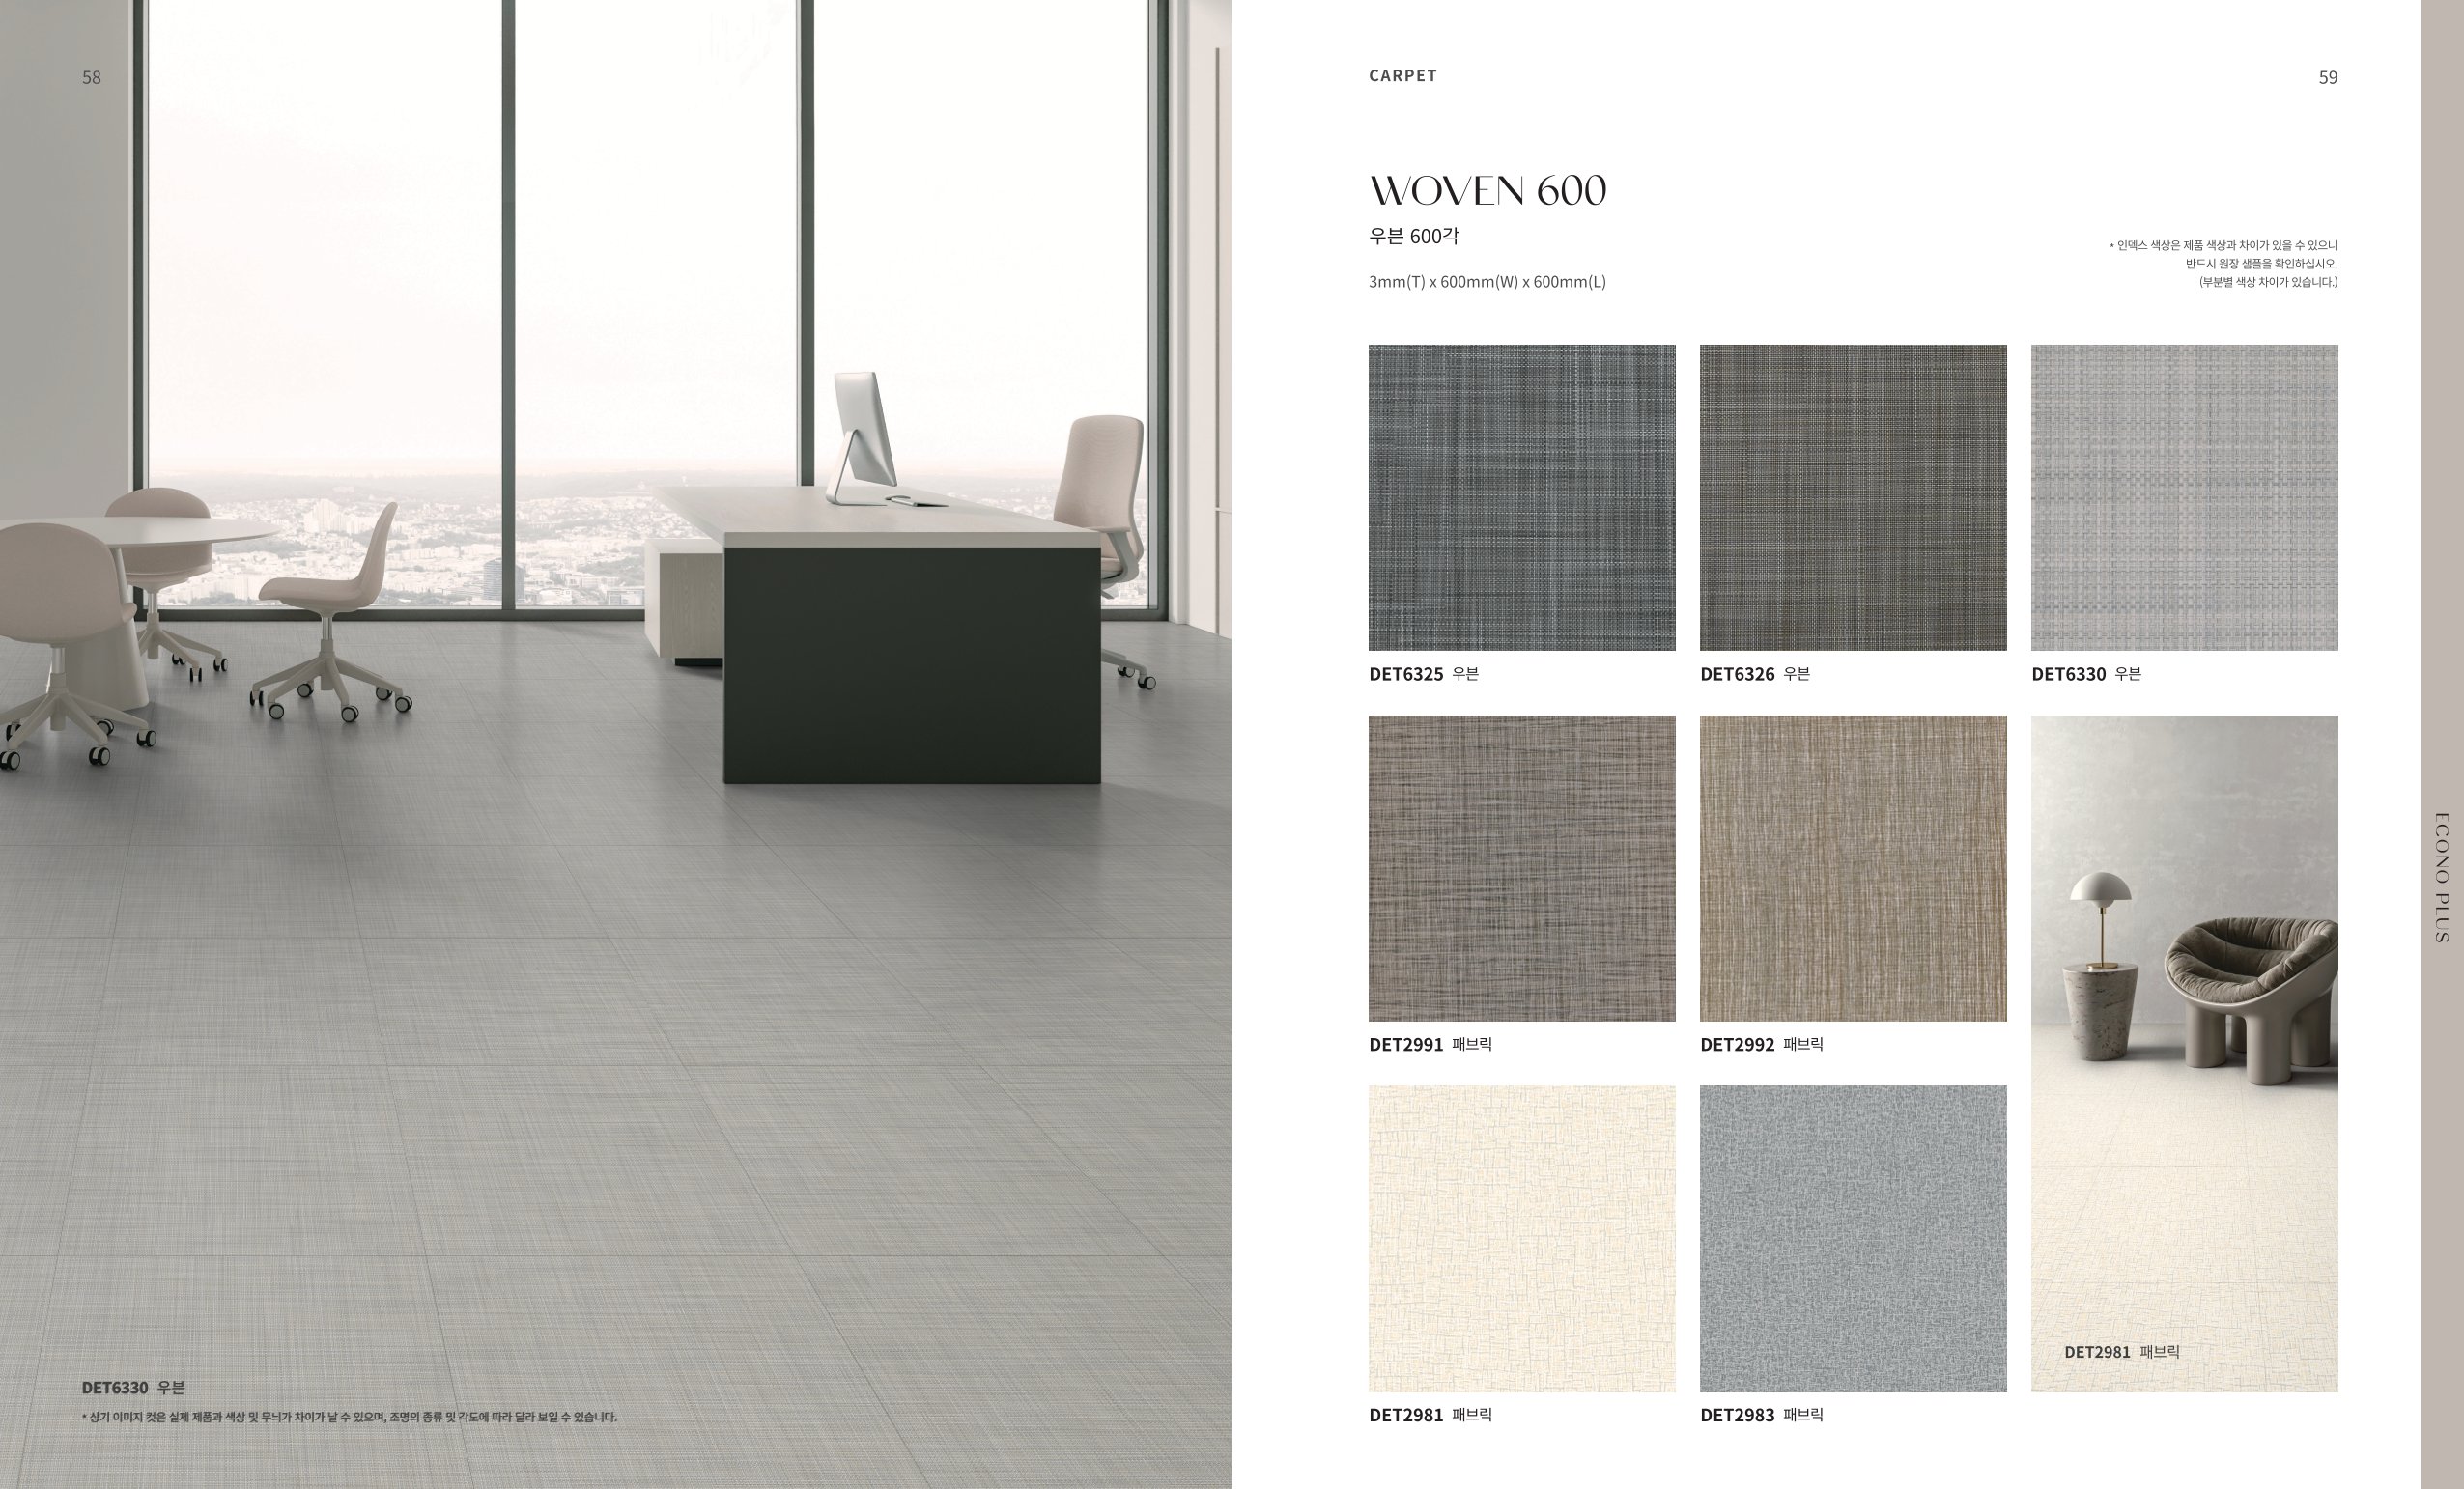 58
DET6330 우븐
* 상기 이미지 컷은 실제 제품과 색상 및 무늬가 차이가 날 수 있으며, 조명의 종류 및 각도에 따라 달라 보일 수 있습니다.
CARPET
59
WOVEN 600
우븐 600각
3mm(T) x 600mm(W) x 600mm(L)
* 인덱스 색상은 제품 색상과 차이가 있을 수 있으니
반드시 원장 샘플을 확인하십시오.
(부분별 색상 차이가 있습니다.)
DET6325 우븐
DET6326 우븐
DET6330 우븐
DET2991 패브릭
DET2992 패브릭
DET2981 패브릭
DET2981 패브릭
DET2983 패브릭
ECONO PLUS